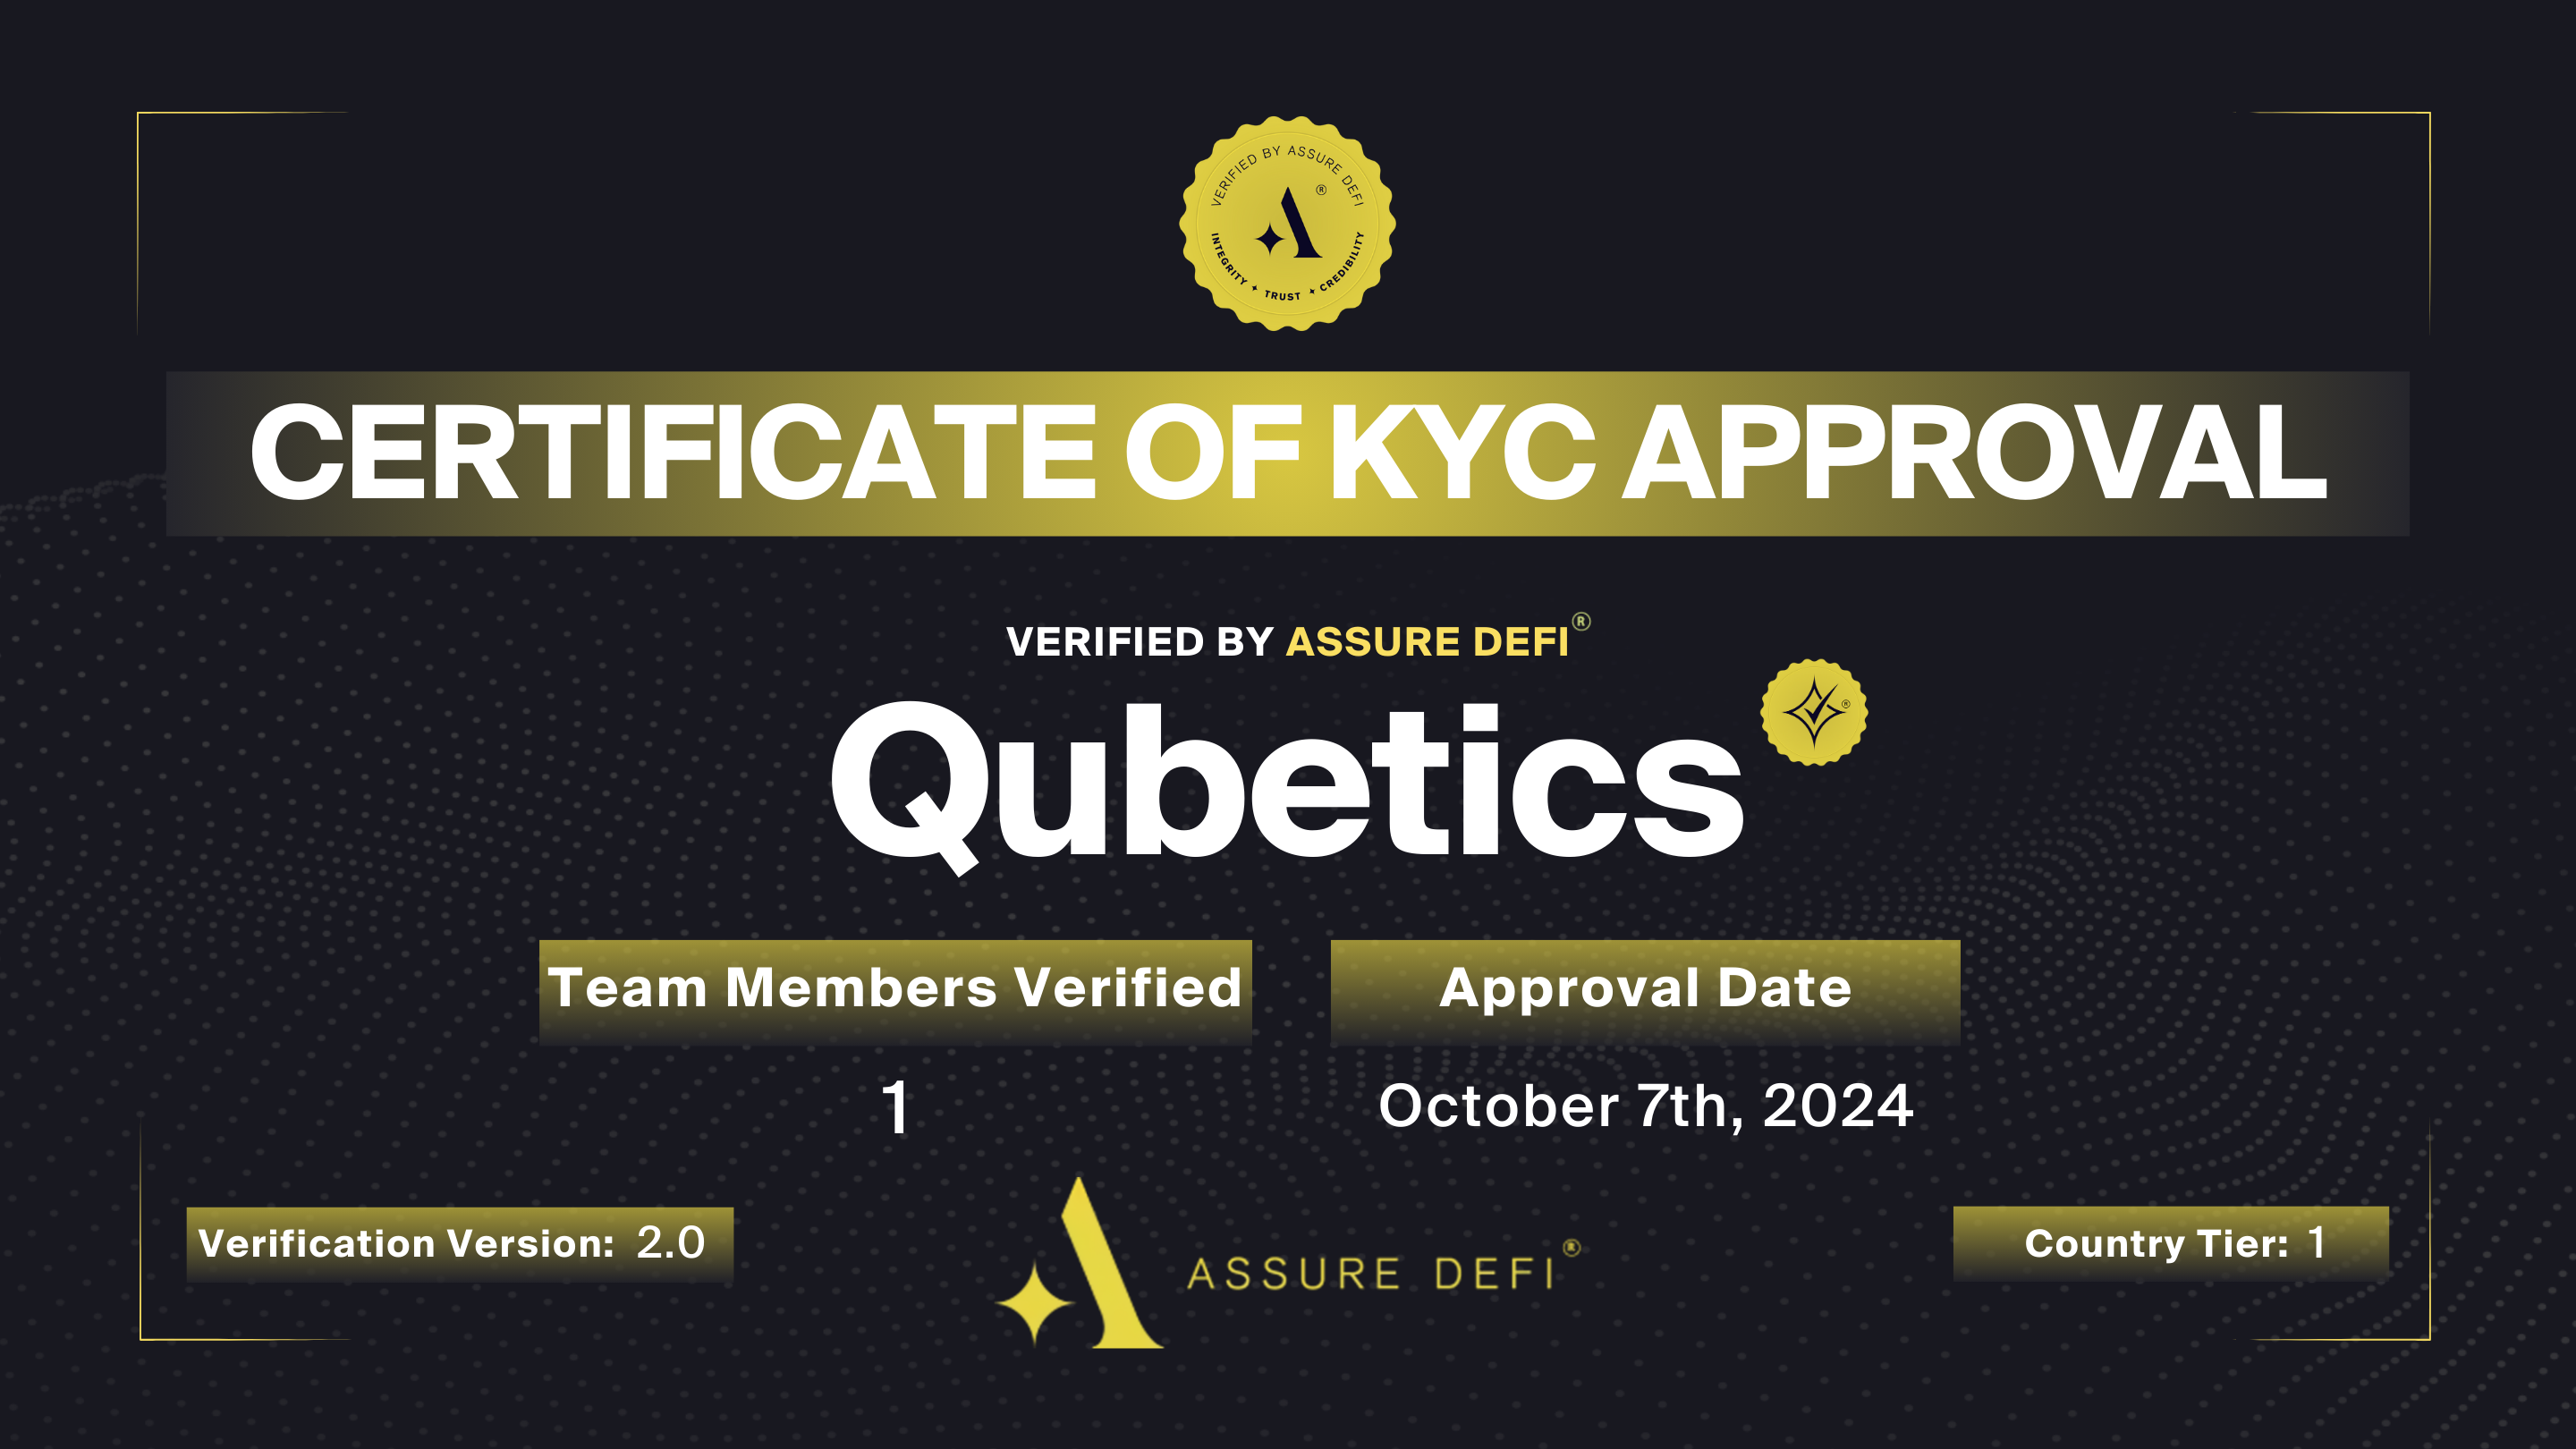 VERIFIED BY ASSURE DEFI
A ®
INTEGRITY ✦ TRUST ✦ CREDIBILITY
CERTIFICATE OF KYC APPROVAL
VERIFIED BY ASSURE DEFI®
Qubetics
®
Team Members Verified
1
Approval Date
October 7th, 2024
Verification Version: 2.0
A ASSURE DEFI®
Country Tier: 1